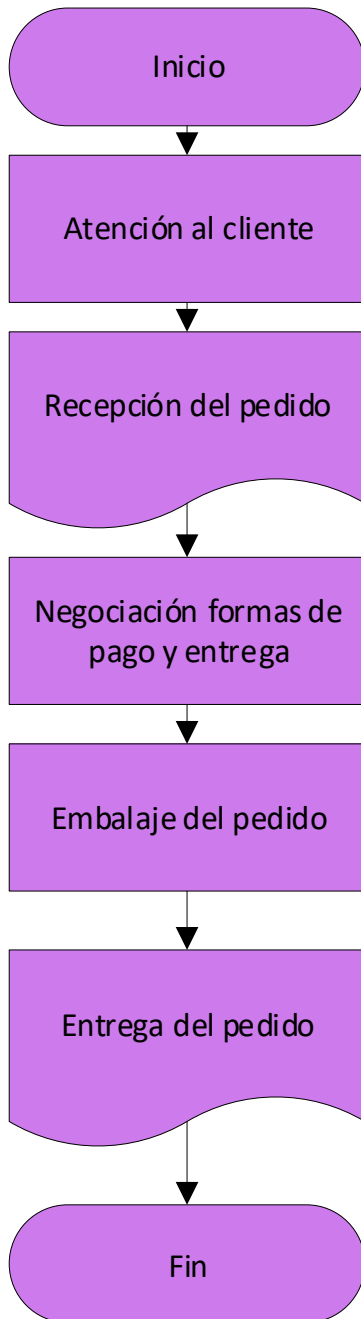 Inicio
Atención al cliente
Recepción del pedido
Negociación formas de
pago y entrega
Embalaje del pedido
Entrega del pedido
Fin